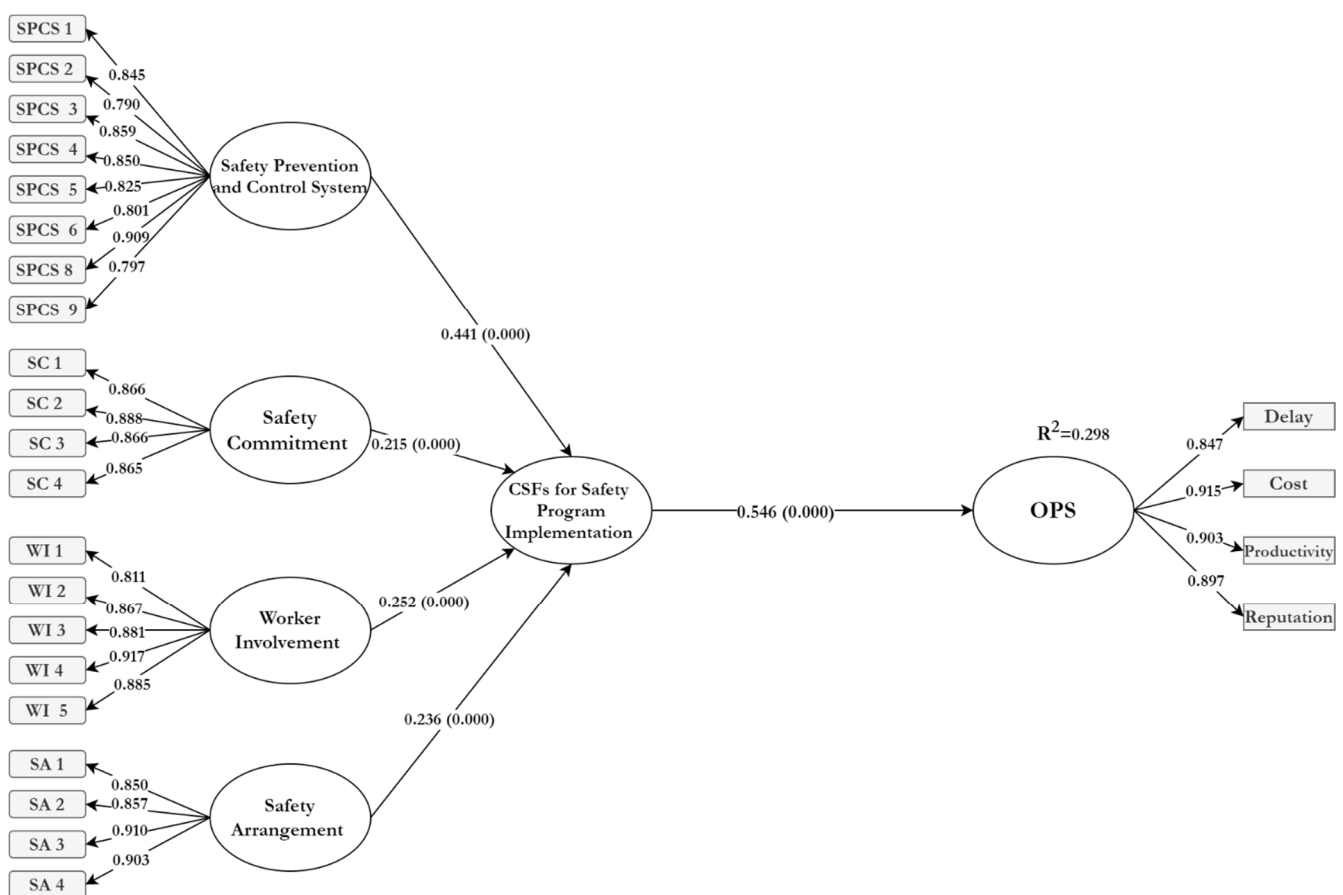 SPCS 1
SPCS 2
SPCS 3
SPCS 4
SPCS 5
SPCS 6
SPCS 8
SPCS 9
0.845
0.790
0.859
0.850
0.825
0.801
0.909
0.797
Safety Prevention
and Control System
0.441 (0.000)
SC 1
SC 2
SC 3
SC 4
0.866
0.888
0.866
0.865
Safety
Commitment
0.215 (0.000)
WI 1
WI 2
WI 3
WI 4
WI 5
0.811
0.867
0.881
0.917
0.885
Worker
Involvement
0.252 (0.000)
SA 1
SA 2
SA 3
SA 4
0.850
0.857
0.910
0.903
Safety
Arrangement
0.236 (0.000)
CSFs for Safety
Program
Implementation
0.546 (0.000)
R²=0.298
OPS
0.847
0.915
0.903
0.897
Delay
Cost
Productivity
Reputation